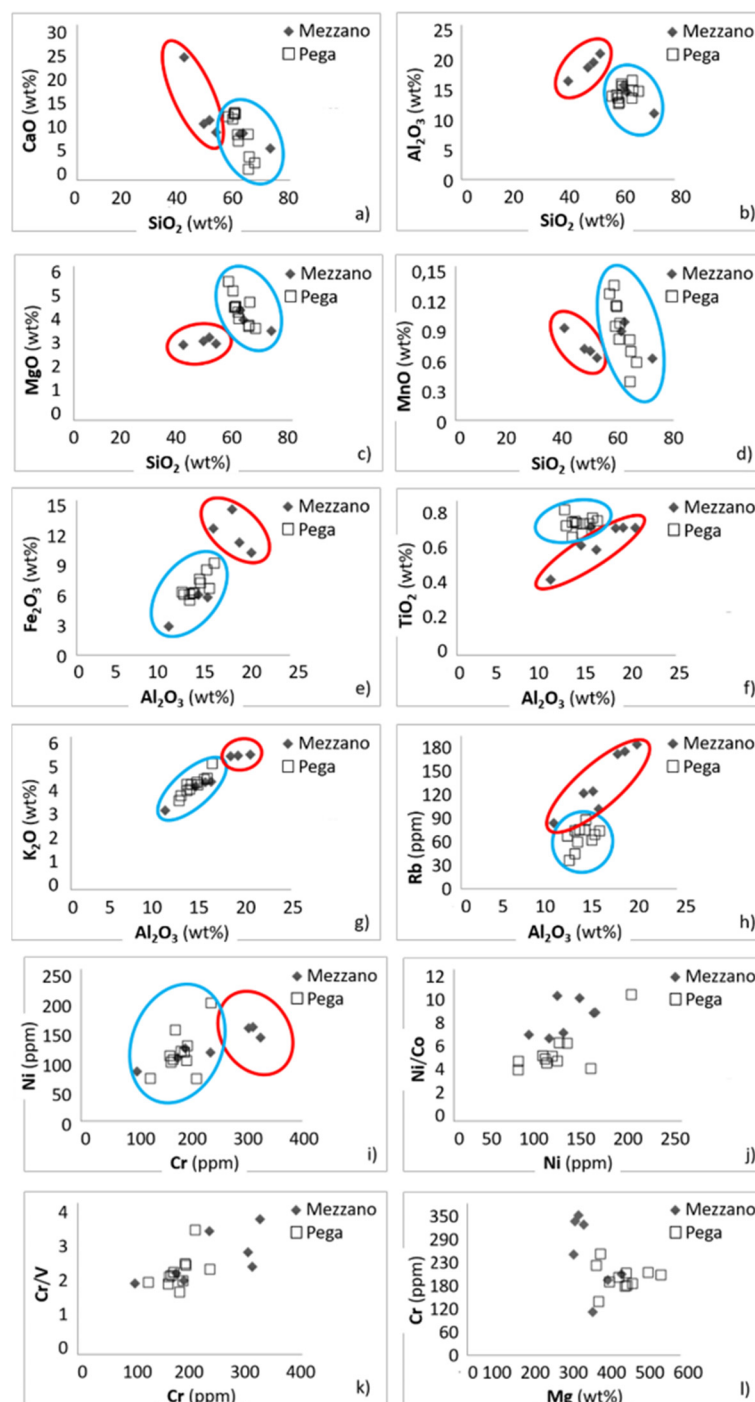 30
25
20
15
10
5
0
CaO (wt%)
0 20 40 60 80
SiO₂ (wt%)
Mezzano
Pega
a)
25
20
15
10
5
0
Al₂O₃ (wt%)
0 20 40 60 80
SiO₂ (wt%)
Mezzano
Pega
b)
6
5
4
3
2
1
0
MgO (wt%)
0 20 40 60 80
SiO₂ (wt%)
Mezzano
Pega
c)
0,15
0.12
0.9
0.6
0.3
0
MnO (wt%)
0 20 40 60 80
SiO₂ (wt%)
Mezzano
Pega
d)
15
12
9
6
3
0
Fe₂O₃ (wt%)
0 5 10 15 20 25
Al₂O₃ (wt%)
Mezzano
Pega
e)
0.8
0.6
0.4
0.2
0
TiO₂ (wt%)
0 5 10 15 20 25
Al₂O₃ (wt%)
Mezzano
Pega
f)
6
5
4
3
2
1
0
K₂O (wt%)
0 5 10 15 20 25
Al₂O₃ (wt%)
Mezzano
Pega
g)
180
150
120
90
60
30
0
Rb (ppm)
0 5 10 15 20 25
Al₂O₃ (wt%)
Mezzano
Pega
h)
250
200
150
100
50
0
Ni (ppm)
0 100 200 300 400
Cr (ppm)
Mezzano
Pega
i)
12
10
8
6
4
2
0
Ni/Co
0 50 100 150 200 250
Ni (ppm)
Mezzano
Pega
j)
4
3
2
1
0
Cr/V
0 100 200 300 400
Cr (ppm)
Mezzano
Pega
k)
350
300
240
180
120
60
0
Cr (ppm)
0 100 200 300 400 500 600
Mg (wt%)
Mezzano
Pega
l)